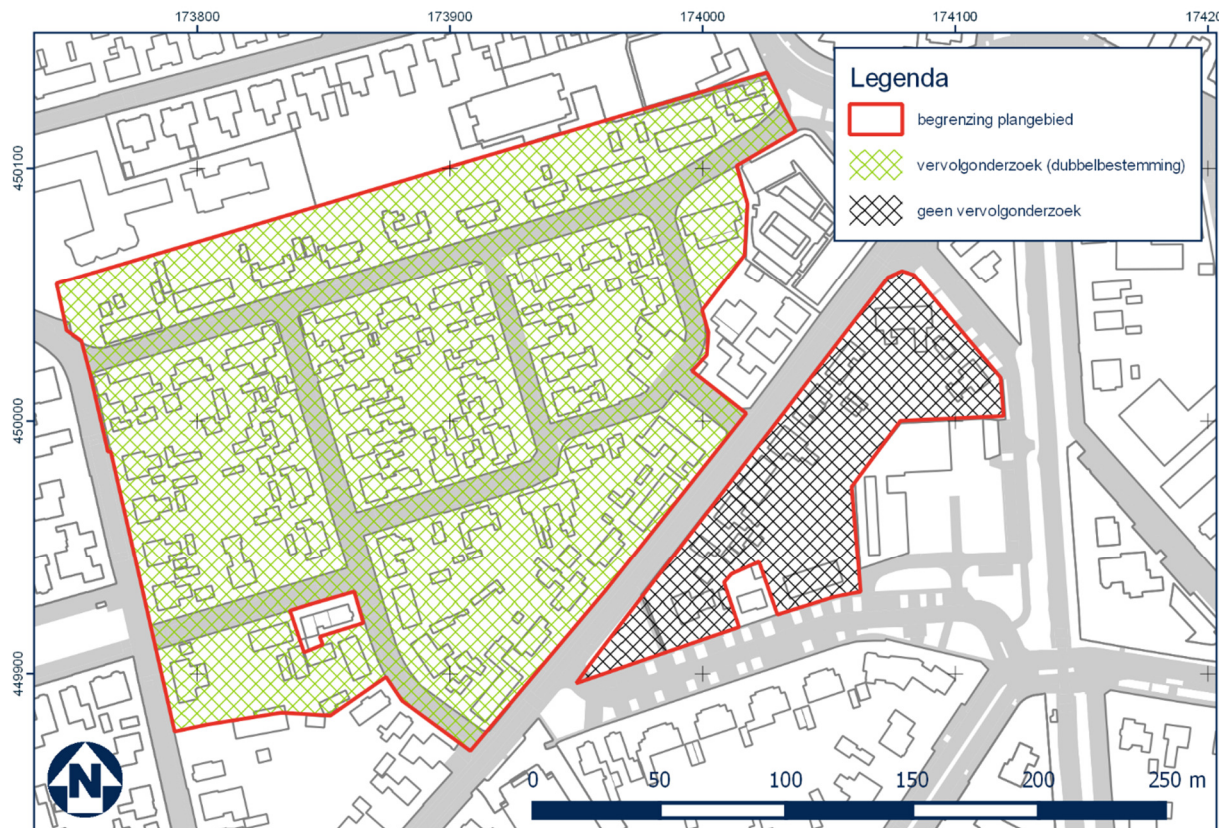 173800
173900
174000
174100
17420
450100
450000
449900
Legenda
begrenzing plangebied
vervolgonderzoek (dubbelbestemming)
geen vervolgonderzoek
N
0 50 100 150 200 250 m